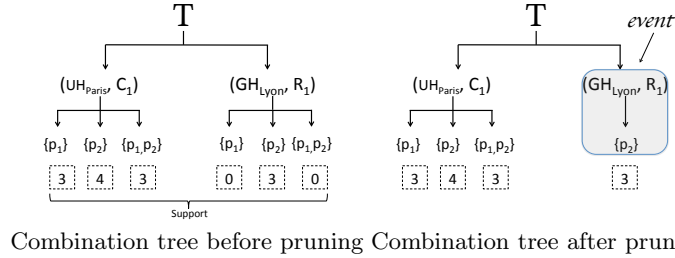 T T event
(UH_Paris, C_1) (GH_Lyon, R_1) (UH_Paris, C_1) (GH_Lyon, R_1)
{p_1} {p_2} {p_1,p_2} {p_1} {p_2} {p_1,p_2} {p_1} {p_2} {p_1,p_2} {p_2}
3 4 3 0 3 0 3 4 3 3
Support
Combination tree before pruning Combination tree after prun